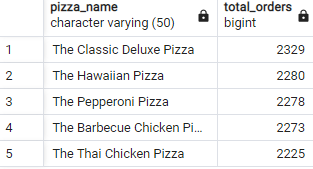 pizza_name total_orders
character varying (50) bigint
1 The Classic Deluxe Pizza 2329
2 The Hawaiian Pizza 2280
3 The Pepperoni Pizza 2278
4 The Barbecue Chicken Pi... 2273
5 The Thai Chicken Pizza 2225